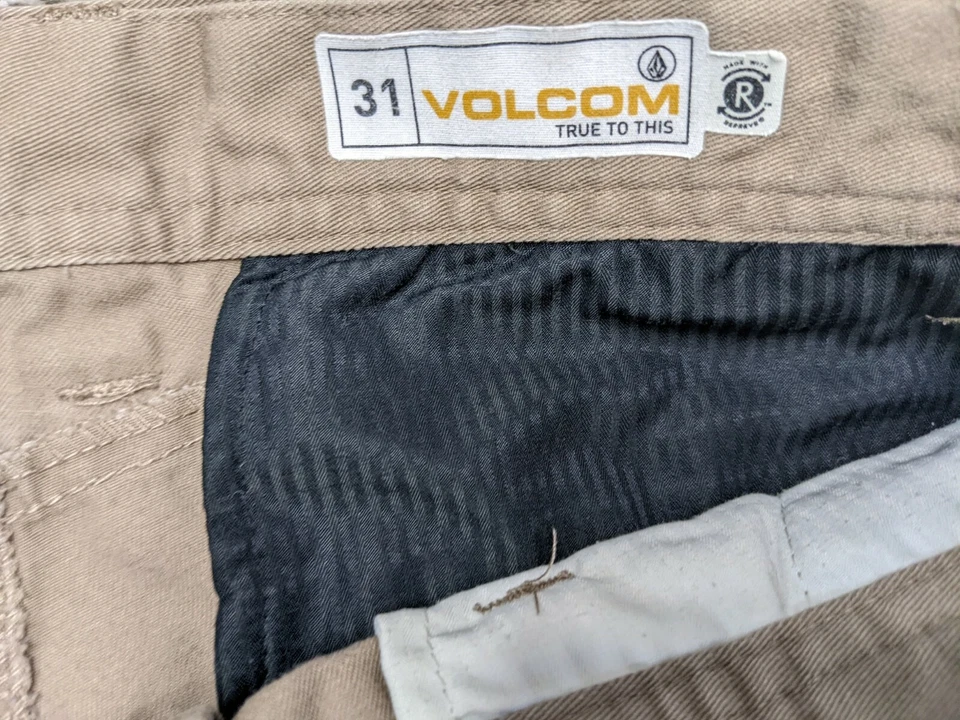 31
VOLCOM
TRUE TO THIS
MADE WITH
R
REPREVE®